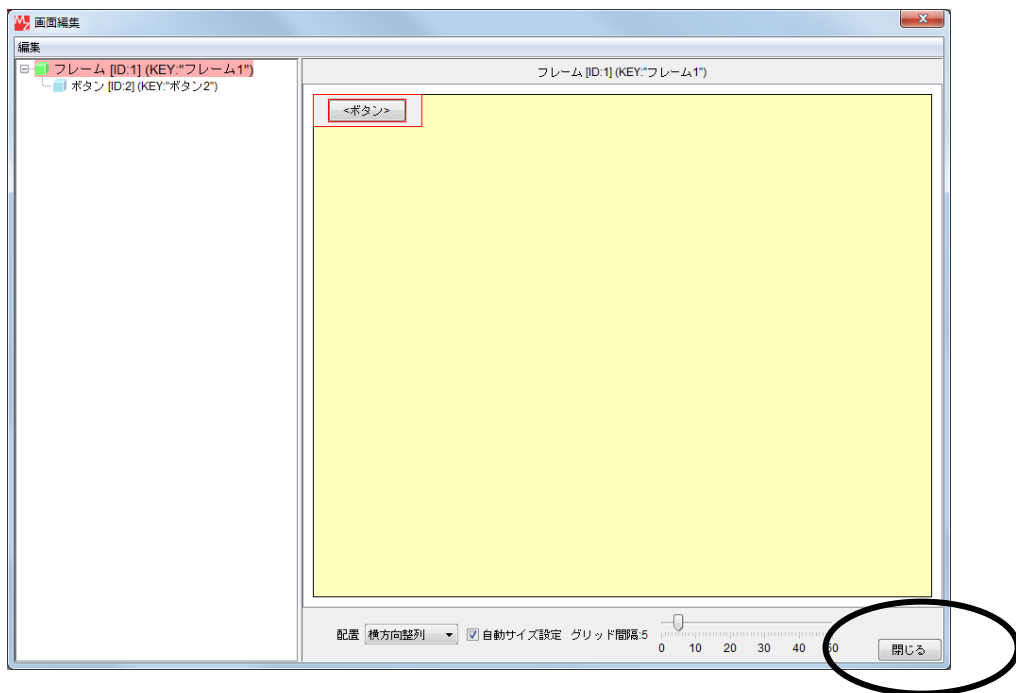 画面編集
編集
フレーム [ID:1] (KEY:"フレーム1")
ボタン [ID:2] (KEY:"ボタン2")
フレーム [ID:1] (KEY:"フレーム1")
<ボタン>
配置 横方向整列 自動サイズ設定 グリッド間隔:5
0 10 20 30 40 50
閉じる